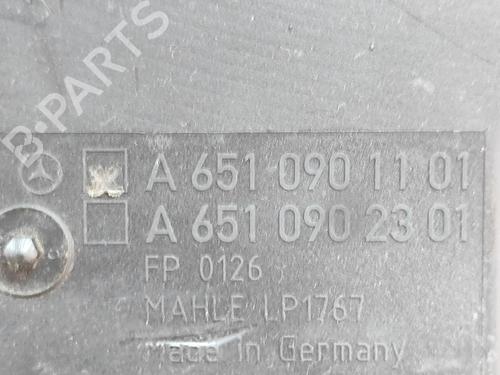 B-PARTS
A 651 090 11 01
A 651 090 23 01
FP 0126
MAHLE LP1767
Made in Germany